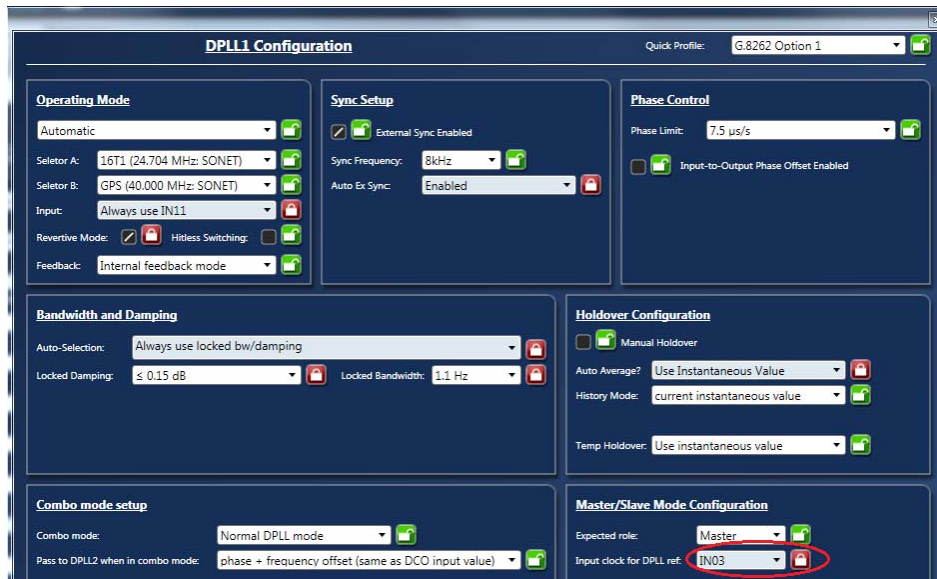 DPLL1 Configuration
Quick Profile: G.8262 Option 1
Operating Mode
Automatic
Seletor A: 16T1 (24.704 MHz: SONET)
Seletor B: GPS (40.000 MHz: SONET)
Input: Always use IN11
Revertive Mode: Hitless Switching:
Feedback: Internal feedback mode
Sync Setup
External Sync Enabled
Sync Frequency: 8kHz
Auto Ex Sync: Enabled
Phase Control
Phase Limit: 7.5 µs/s
Input-to-Output Phase Offset Enabled
Bandwidth and Damping
Auto-Selection: Always use locked bw/damping
Locked Damping: ≤ 0.15 dB Locked Bandwidth: 1.1 Hz
Holdover Configuration
Manual Holdover
Auto Average? Use Instantaneous Value
History Mode: current instantaneous value
Temp Holdover: Use instantaneous value
Combo mode setup
Combo mode: Normal DPLL mode
Pass to DPLL2 when in combo mode: phase + frequency offset (same as DCO input value)
Master/Slave Mode Configuration
Expected role: Master
Input clock for DPLL ref: IN03